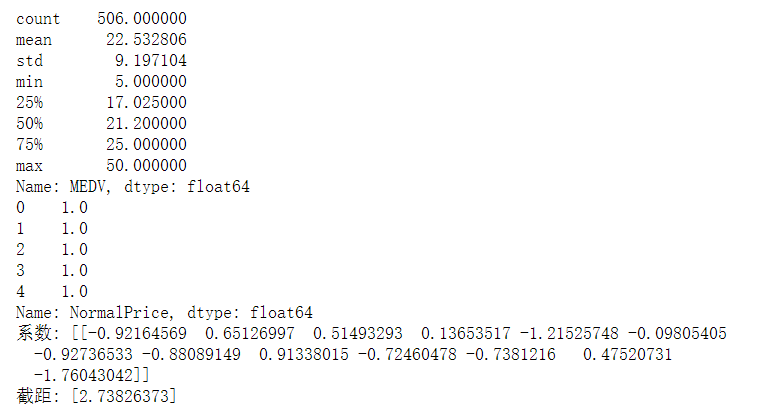 count    506.000000
mean      22.532806
std        9.197104
min        5.000000
25%       17.025000
50%       21.200000
75%       25.000000
max       50.000000
Name: MEDV, dtype: float64
0    1.0
1    1.0
2    1.0
3    1.0
4    1.0
Name: NormalPrice, dtype: float64
系数: [[-0.92164569  0.65126997  0.51493293  0.13653517 -1.21525748 -0.09805405
  -0.92736533 -0.88089149  0.91338015 -0.72460478 -0.7381216   0.47520731
  -1.76043042]]
截距: [2.73826373]